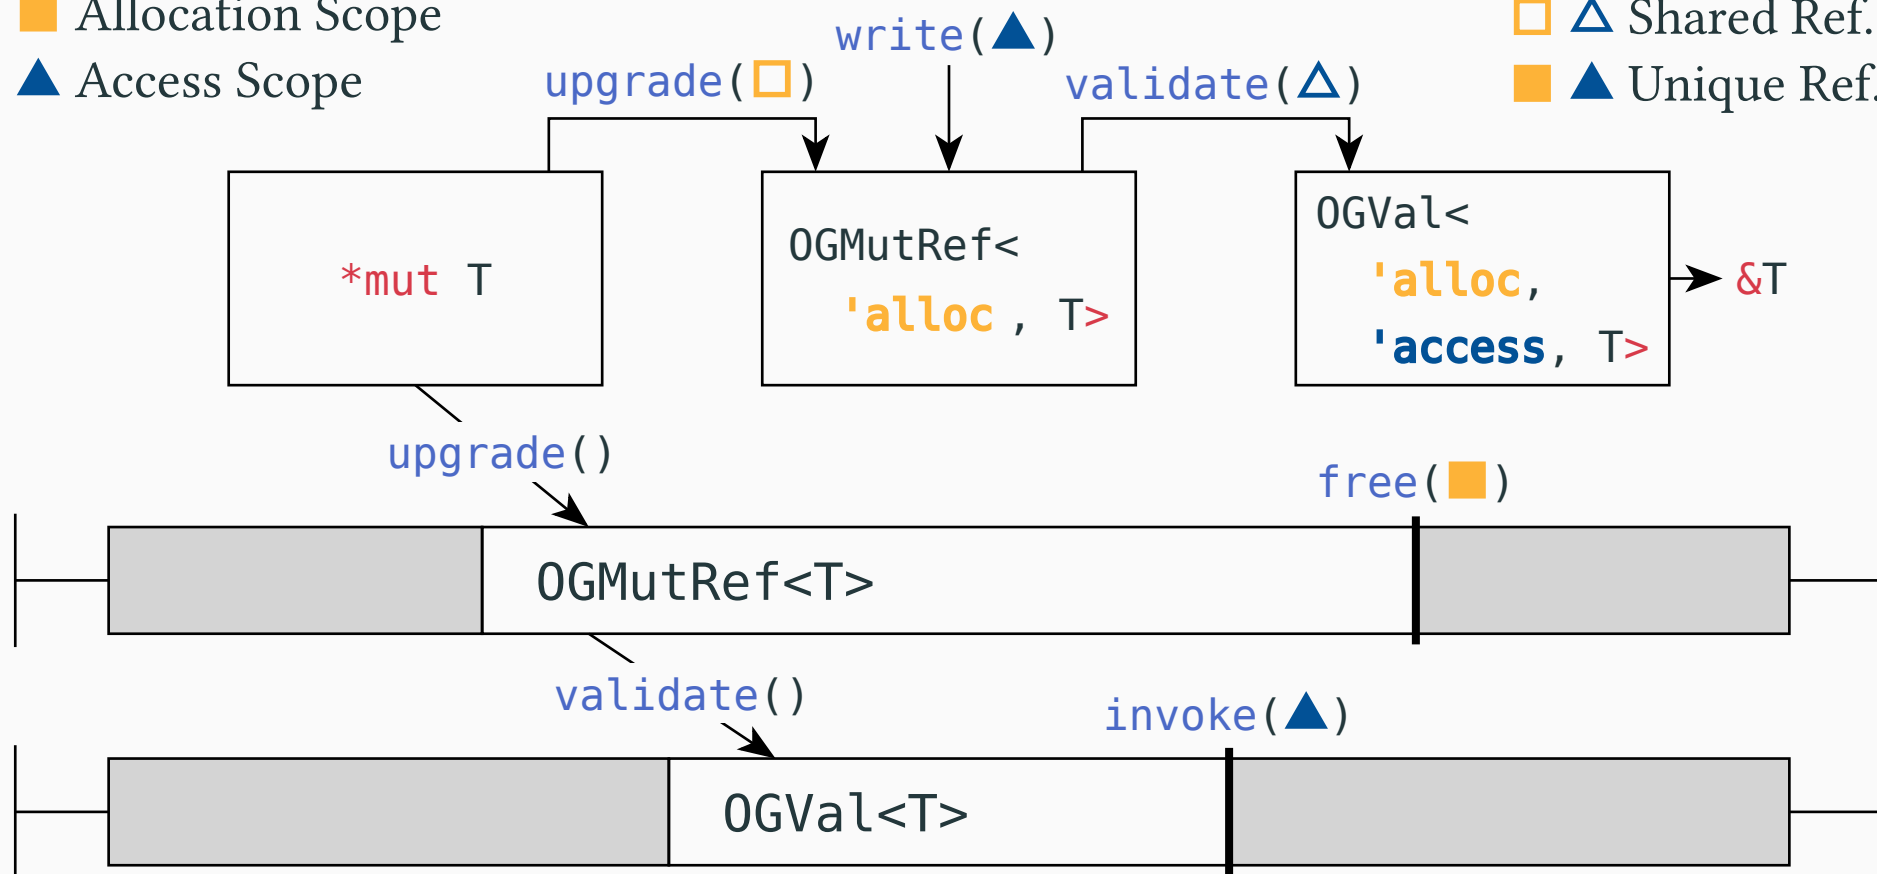 Allocation Scope
Access Scope
Shared Ref.
Unique Ref.
upgrade( )
write( )
validate( )
*mut T
OGMutRef<
'alloc , T>
OGVal<
'alloc,
'access, T>
&T
upgrade()
free( )
OGMutRef<T>
validate()
invoke( )
OGVal<T>